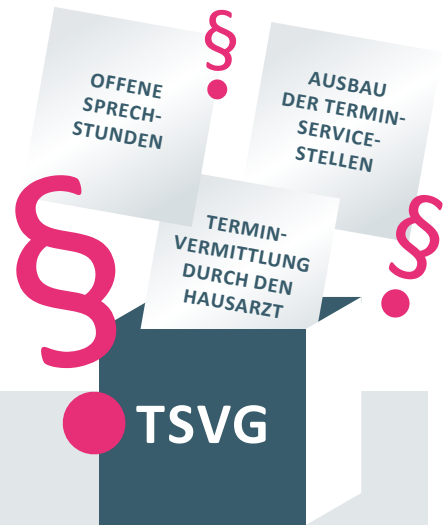 §
OFFENE
SPRECH-
STUNDEN
AUSBAU
DER TERMIN-
SERVICE-
STELLEN
§
TERMIN-
VERMITTLUNG
DURCH DEN
HAUSARZT
§
TSVG